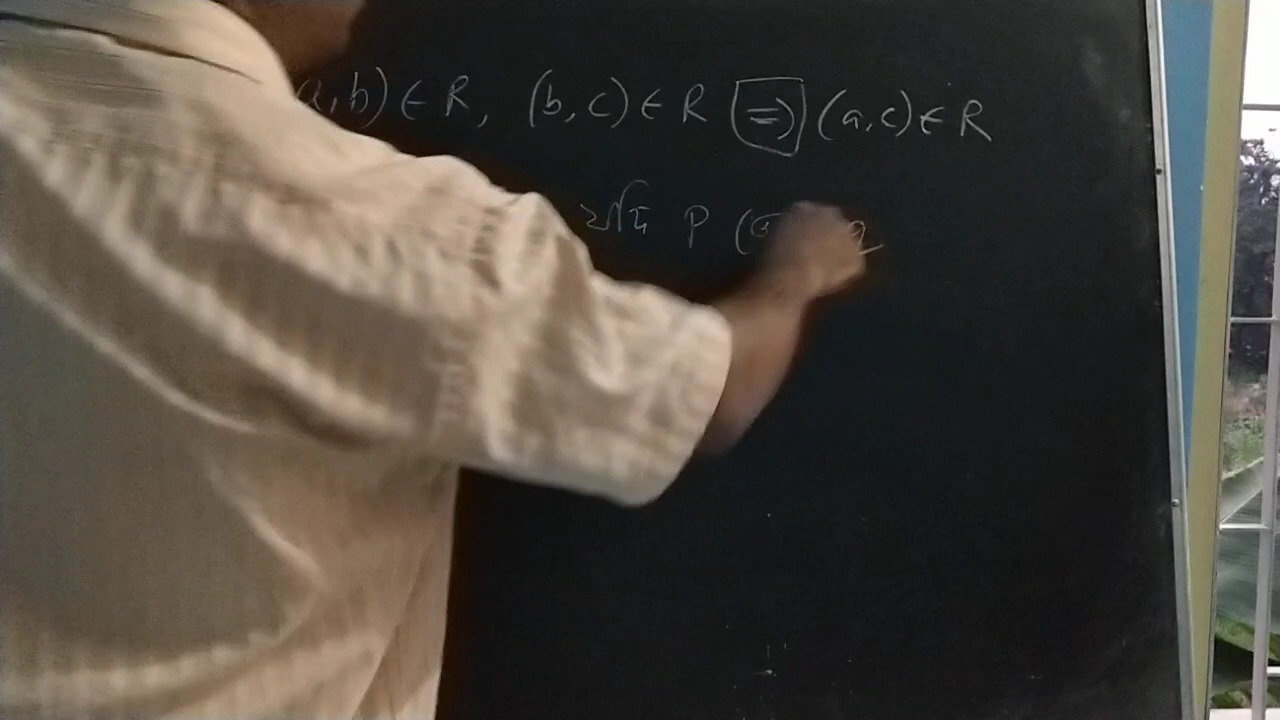 a,b) ∈ R, (b,c) ∈ R ⇒ (a,c) ∈ R
যদি P q